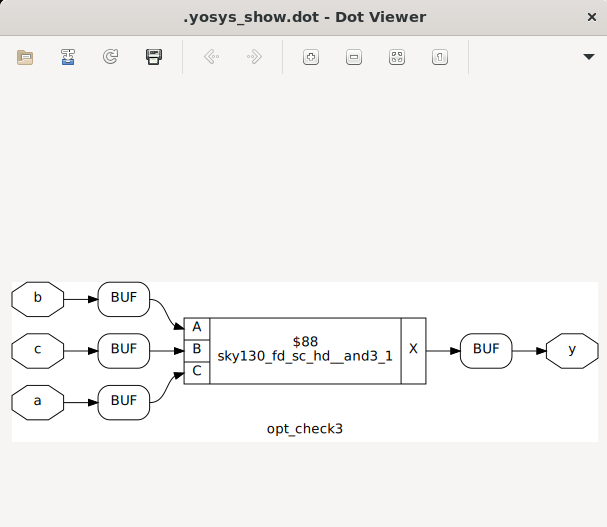 .yosys_show.dot - Dot Viewer
b
BUF
A
$88
sky130_fd_sc_hd__and3_1
c
BUF
B
X
BUF
y
a
BUF
C
opt_check3